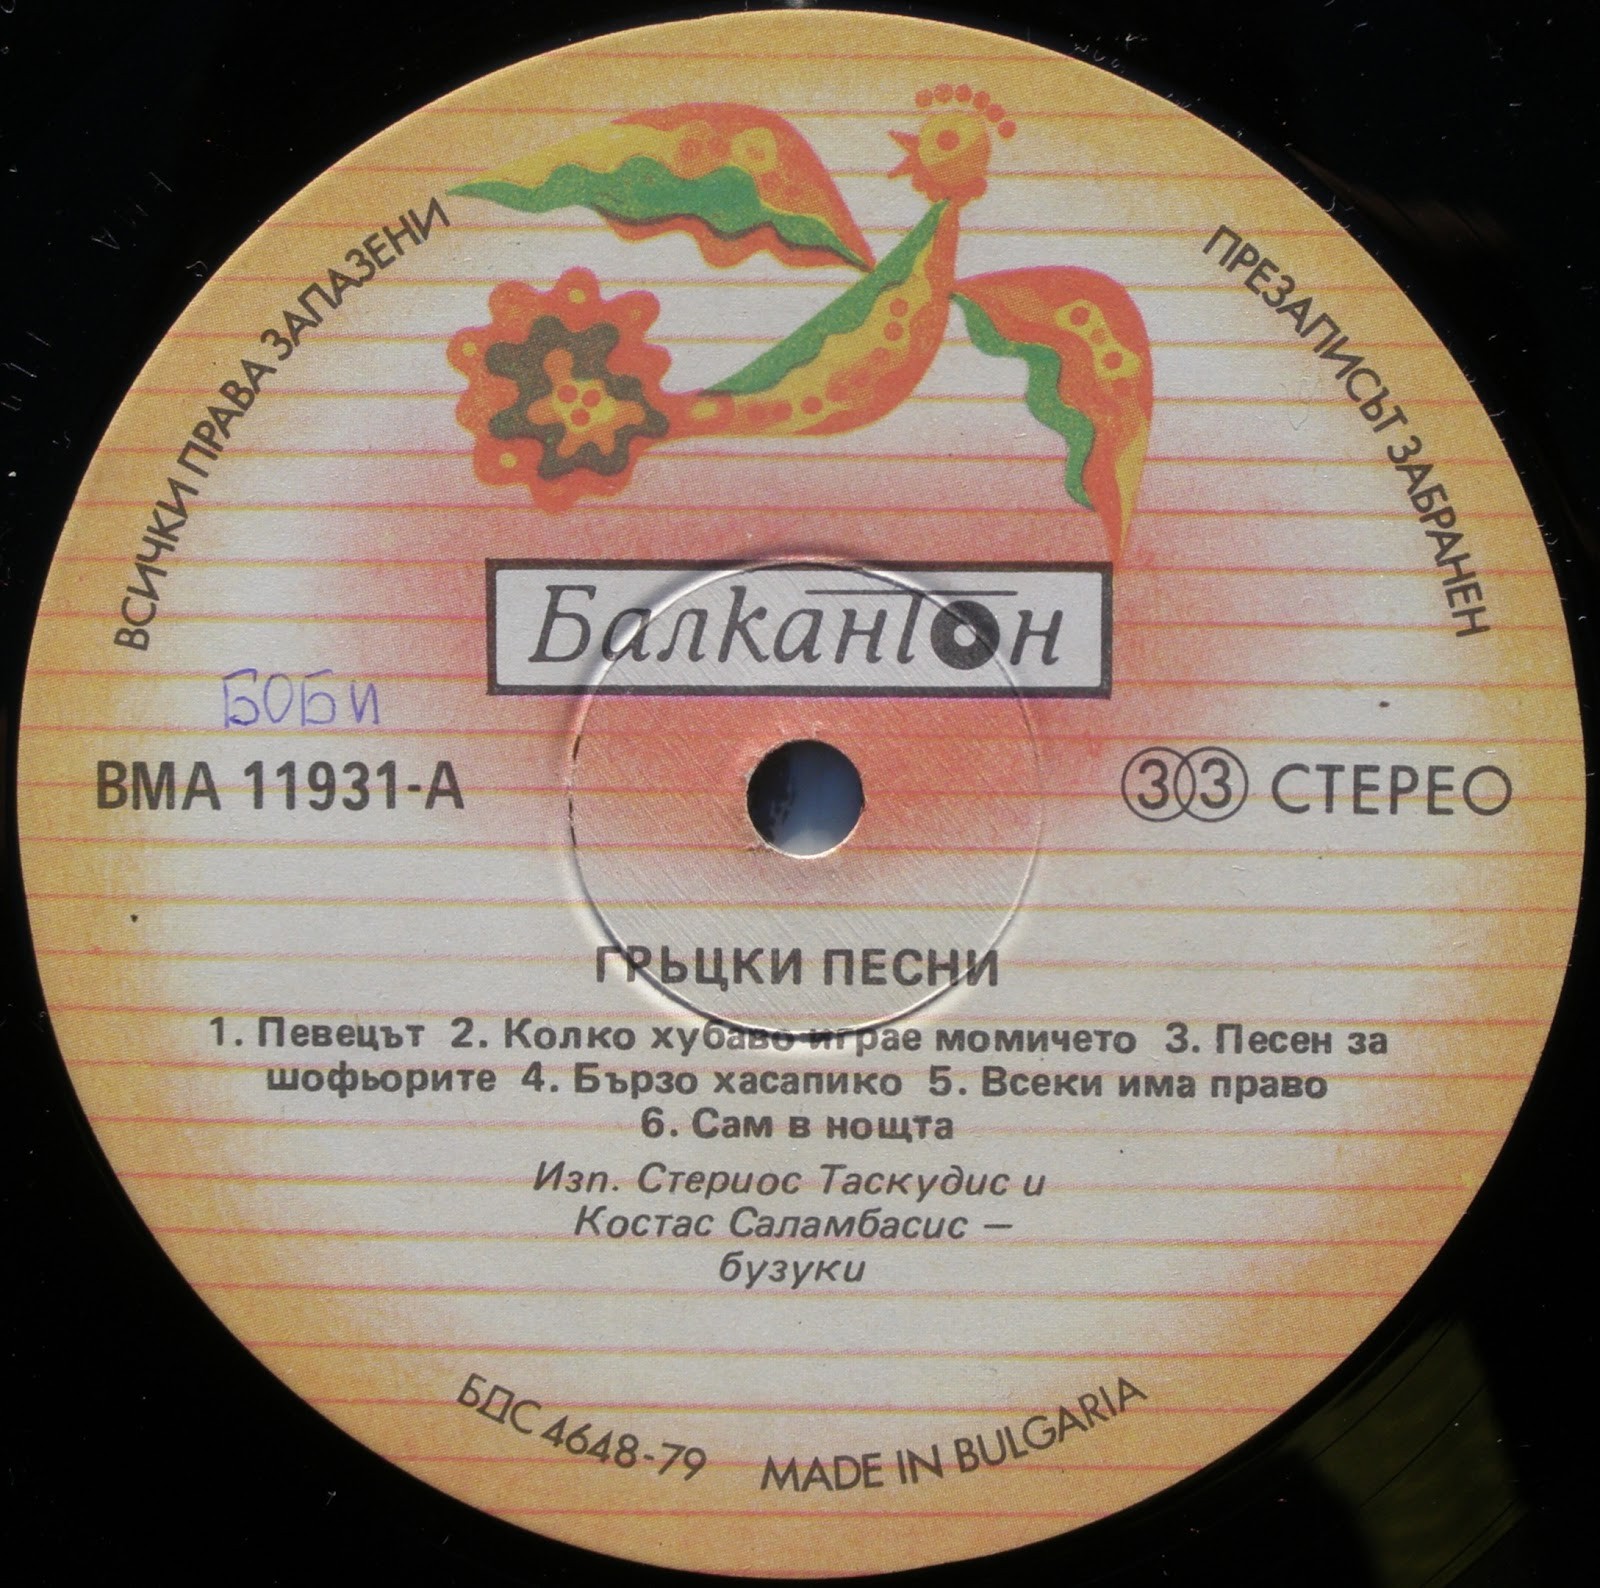 ВСИЧКИ ПРАВА ЗАПАЗЕНИ
ПРЕЗАПИСЪТ ЗАБРАНЕН
Балкантон
БОБИ
ВМА 11931-А
33 СТЕРЕО
ГРЪЦКИ ПЕСНИ
1. Певецът 2. Колко хубаво играе момичето 3. Песен за
шофьорите 4. Бързо хасапико 5. Всеки има право
6. Сам в нощта
Изп. Стериос Таскудис и
Костас Саламбасис –
бузуки
БДС 4648-79 MADE IN BULGARIA